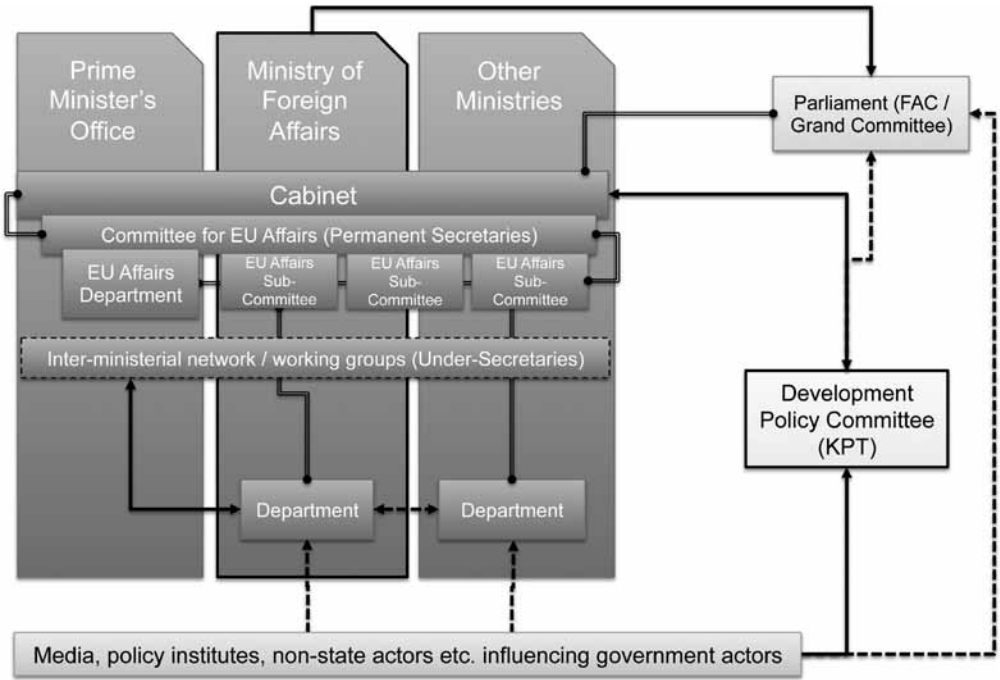 Prime
Minister's
Office
Ministry of
Foreign
Affairs
Other
Ministries
Parliament (FAC /
Grand Committee)
Cabinet
Committee for EU Affairs (Permanent Secretaries)
EU Affairs
Department
EU Affairs
Sub-
Committee
EU Affairs
Sub-
Committee
EU Affairs
Sub-
Committee
Inter-ministerial network / working groups (Under-Secretaries)
Development
Policy Committee
(KPT)
Department
Department
Media, policy institutes, non-state actors etc. influencing government actors